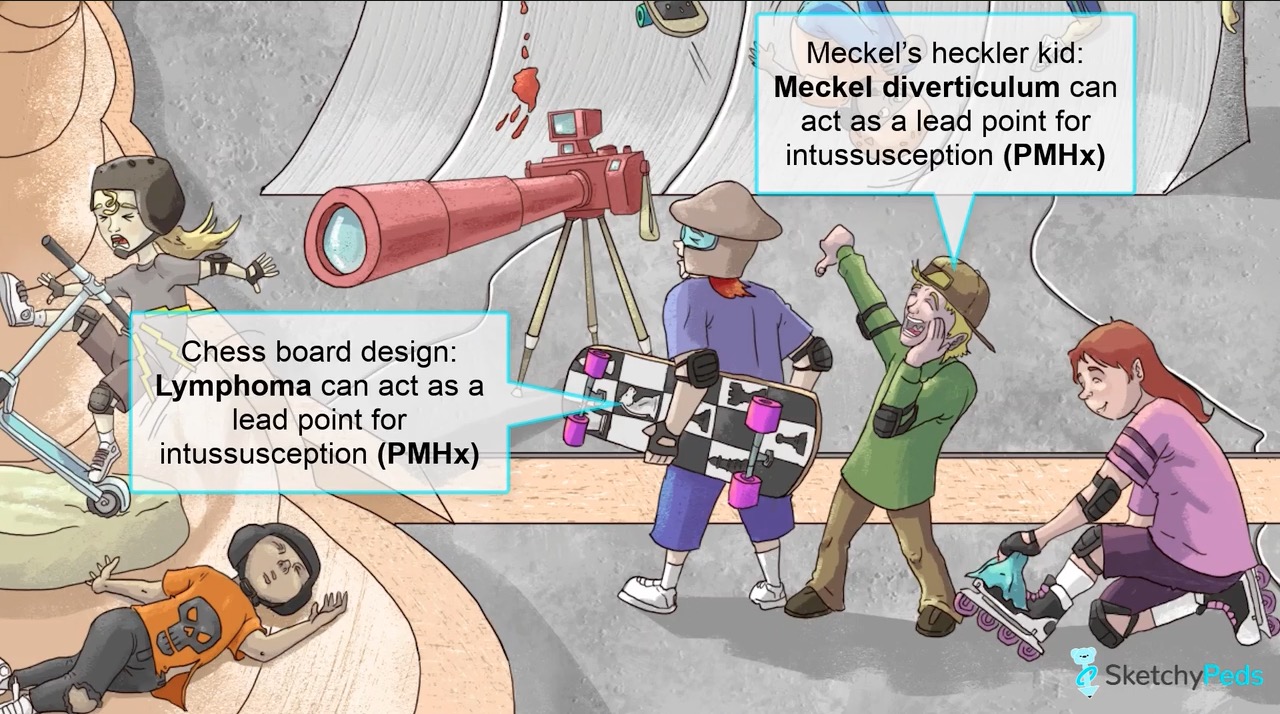 Meckel’s heckler kid:
Meckel diverticulum can
act as a lead point for
intussusception (PMHx)
Chess board design:
Lymphoma can act as a
lead point for
intussusception (PMHx)
SketchyPeds